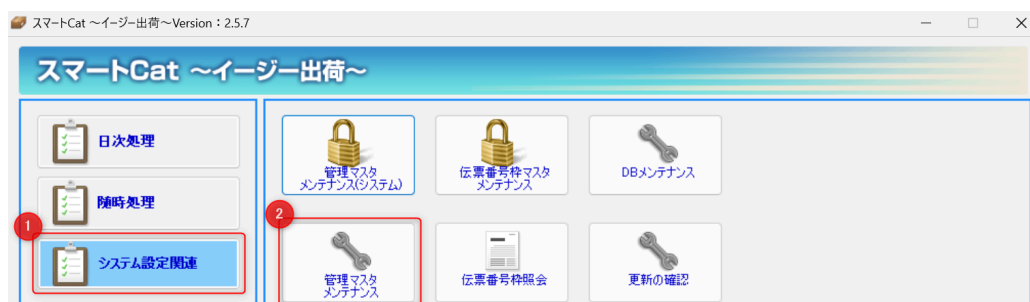 スマートCat ～イージー出荷～Version：2.5.7
スマートCat ～イージー出荷～
日次処理
随時処理
1
システム設定関連
管理マスタ
メンテナンス(システム)
伝票番号枠マスタ
メンテナンス
DBメンテナンス
2
管理マスタ
メンテナンス
伝票番号枠照会
更新の確認